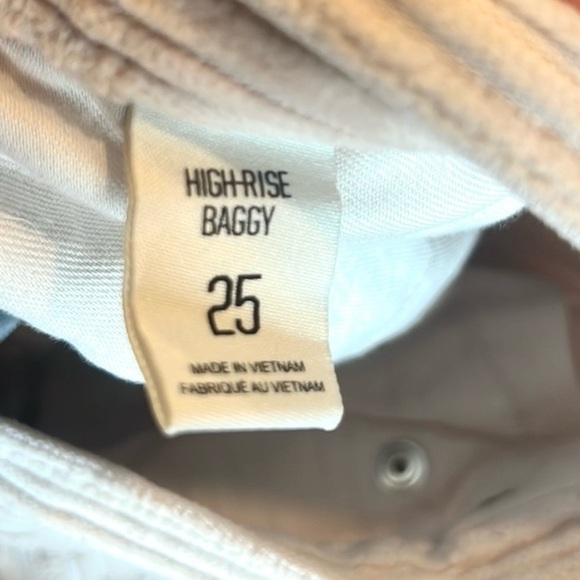 HIGH-RISE
BAGGY
25
MADE IN VIETNAM
FABRIQUÉ AU VIETNAM